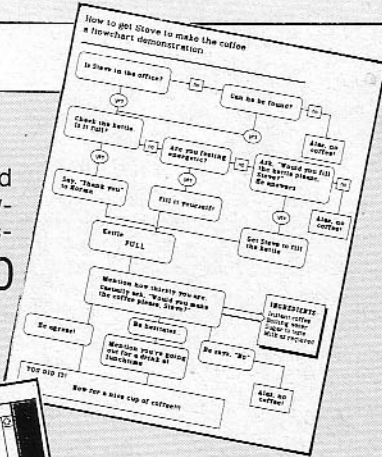 How to get Steve to make the coffee
a flowchart demonstration
Is Steve in the office?
no
Can he be found?
no
yes
yes
Alas, no
coffee!
Check the kettle.
Is it full?
no
Are you feeling
energetic?
no
Ask, "Would you fill
the kettle please,
Steve?"
He answers
no
yes
yes
yes
Alas, no
coffee!
Say, "Thank you"
to Norma
Fill it yourself!
Get Steve to fill
the kettle
Kettle
FULL
Mention how thirsty you are.
Casually ask, "Would you make
the coffee please, Steve?"
INGREDIENTS
Instant coffee
Boiling water
Sugar to taste
Milk as required
He agrees!
He hesitates
He says, "No"
Mention you're going
out for a drink at
lunchtime
Alas, no
coffee!
YOU DID IT!
Now for a nice cup of coffee!!!